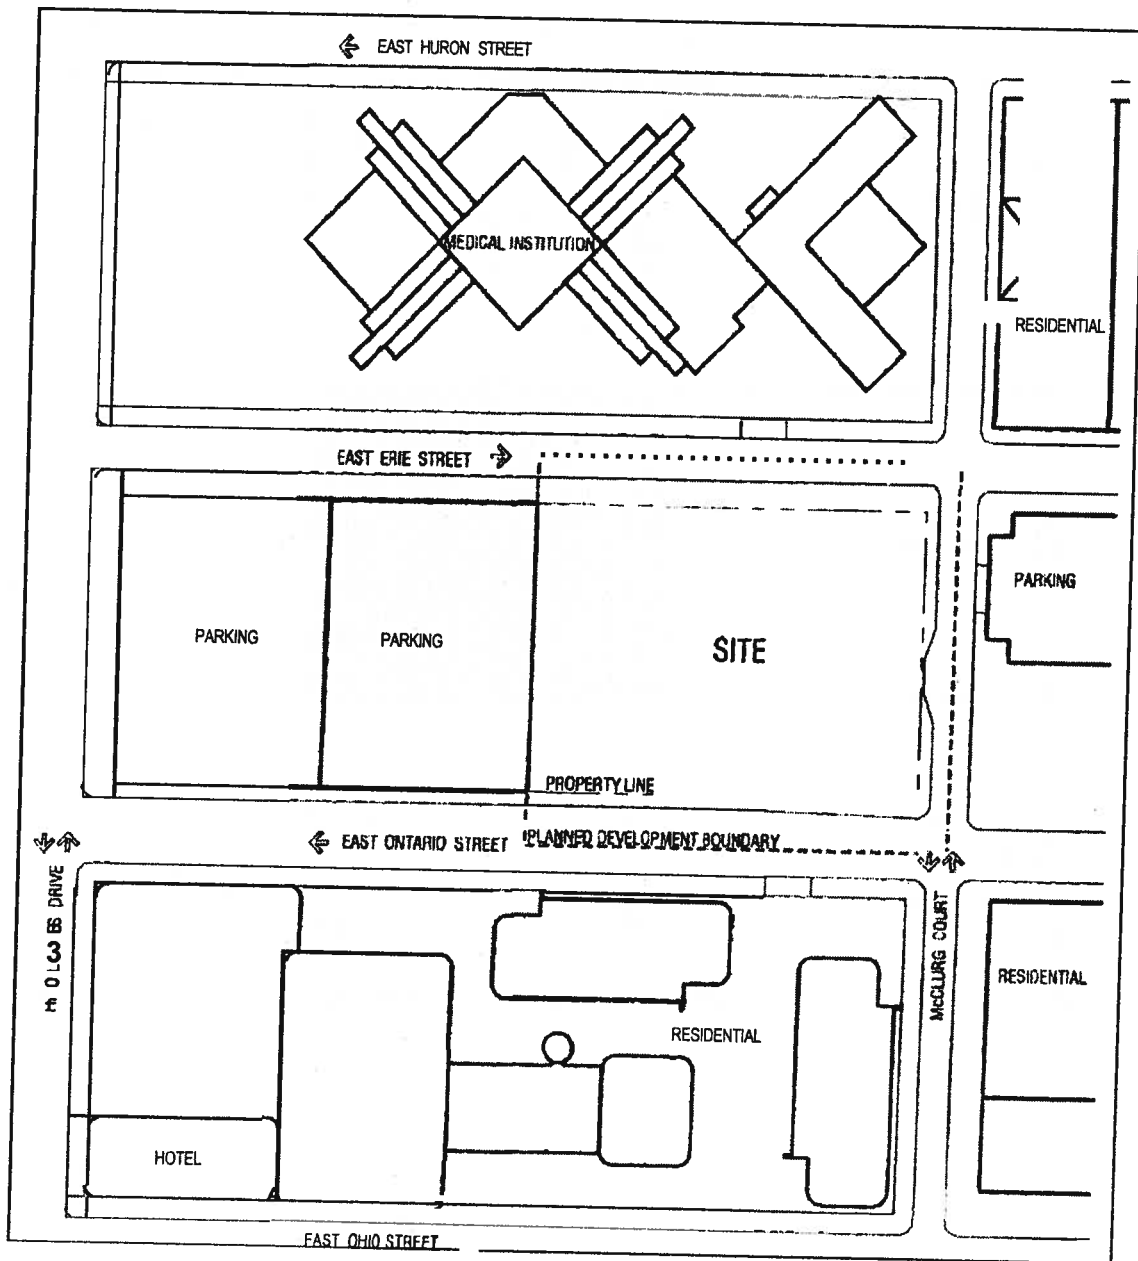 EAST HURON STREET
MEDICAL INSTITUTION
RESIDENTIAL
EAST ERIE STREET
PARKING
PARKING
PARKING
SITE
PROPERTY LINE
EAST ONTARIO STREET
PLANNED DEVELOPMENT BOUNDARY
DRIVE
McCLURG COURT
RESIDENTIAL
RESIDENTIAL
HOTEL
EAST OHIO STREET